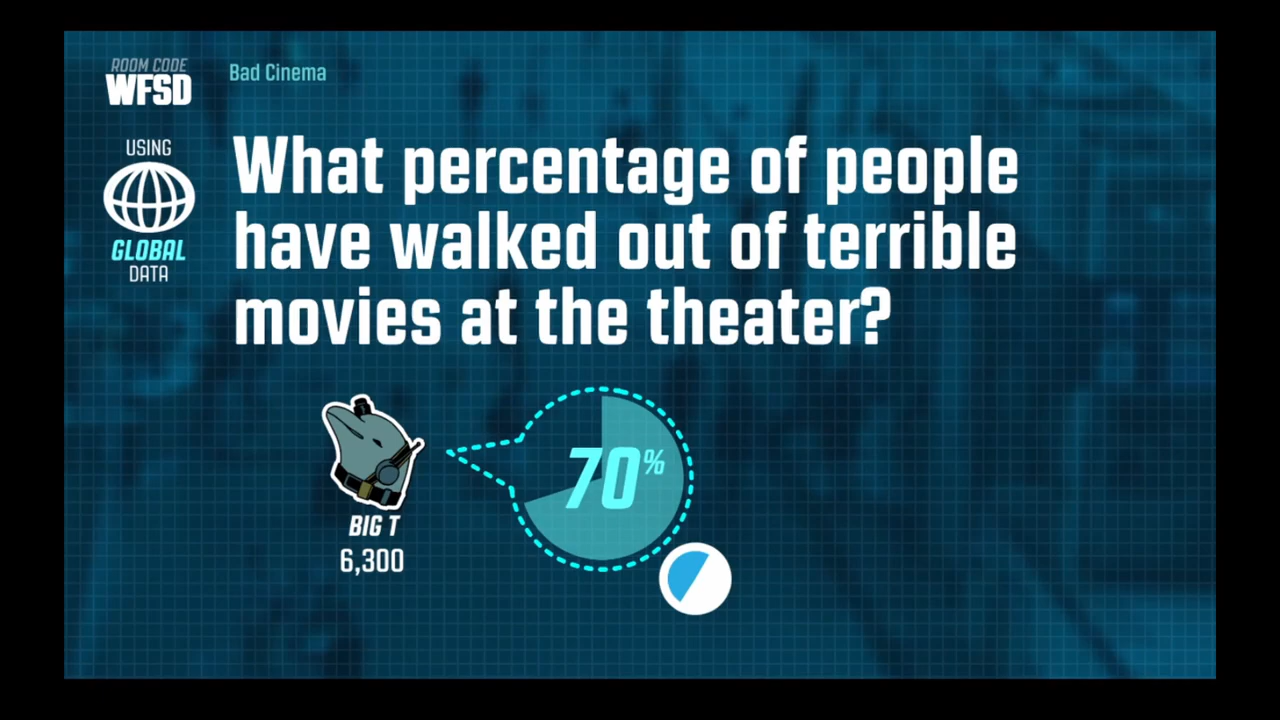 ROOM CODE
WFSD
Bad Cinema
USING
GLOBAL
DATA
What percentage of people
have walked out of terrible
movies at the theater?
70%
BIG T
6,300